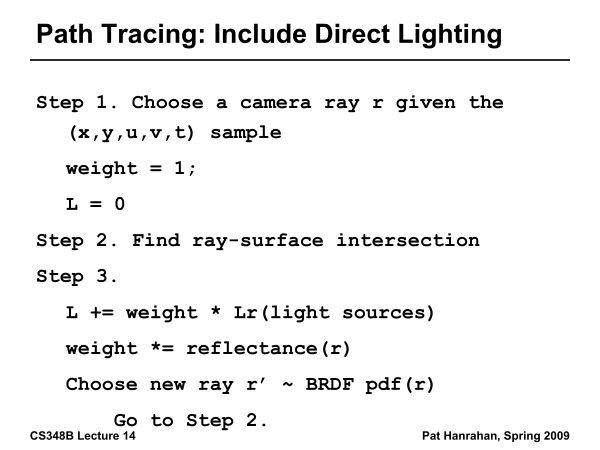 Path Tracing: Include Direct Lighting
Step 1. Choose a camera ray r given the
(x,y,u,v,t) sample
weight = 1;
L = 0
Step 2. Find ray-surface intersection
Step 3.
L += weight * Lr(light sources)
weight *= reflectance(r)
Choose new ray r’ ~ BRDF pdf(r)
Go to Step 2.
CS348B Lecture 14
Pat Hanrahan, Spring 2009